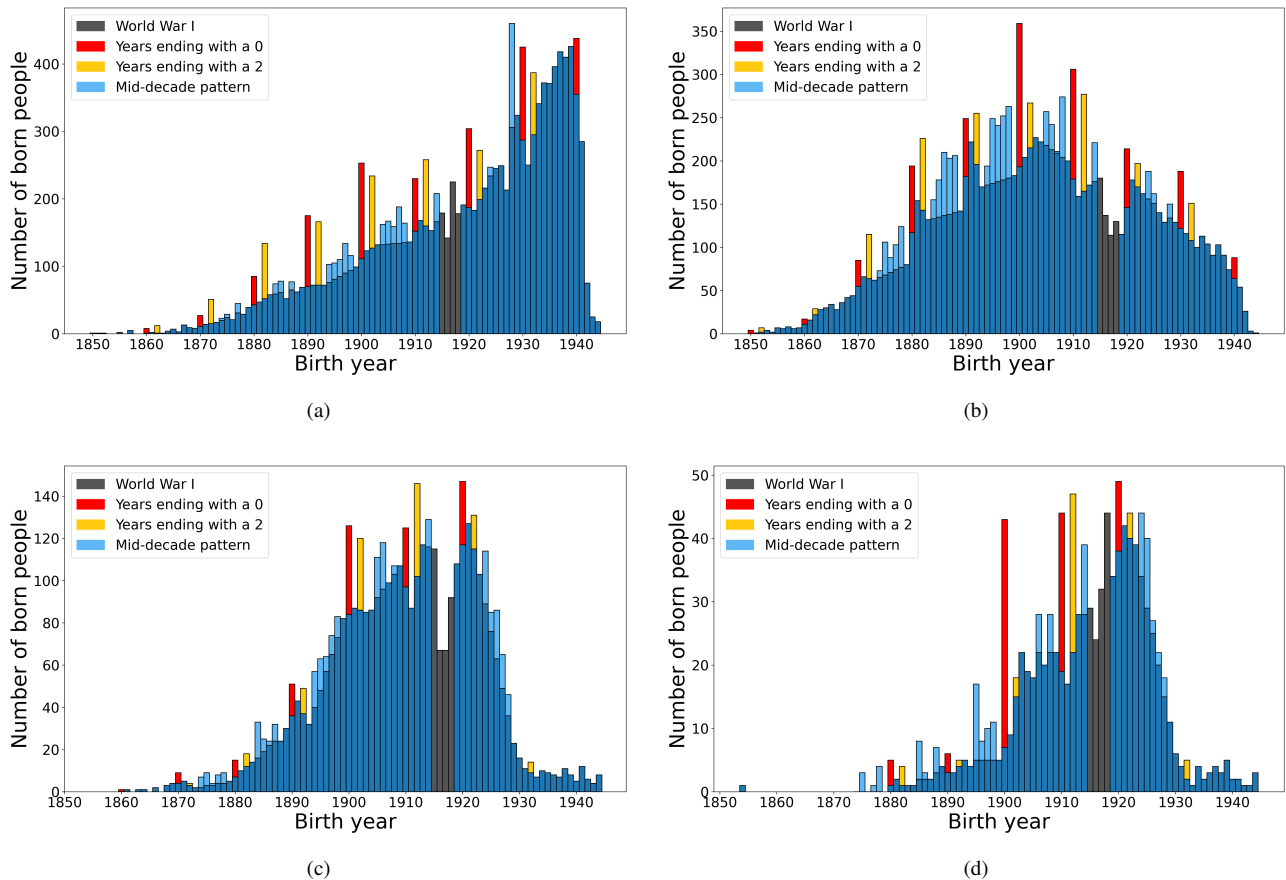 World War I
Years ending with a 0
Years ending with a 2
Mid-decade pattern
Number of born people
400
300
200
100
0
1850 1860 1870 1880 1890 1900 1910 1920 1930 1940
Birth year
(a)
World War I
Years ending with a 0
Years ending with a 2
Mid-decade pattern
Number of born people
350
300
250
200
150
100
50
0
1850 1860 1870 1880 1890 1900 1910 1920 1930 1940
Birth year
(b)
World War I
Years ending with a 0
Years ending with a 2
Mid-decade pattern
Number of born people
140
120
100
80
60
40
20
0
1850 1860 1870 1880 1890 1900 1910 1920 1930 1940
Birth year
(c)
World War I
Years ending with a 0
Years ending with a 2
Mid-decade pattern
Number of born people
50
40
30
20
10
0
1850 1860 1870 1880 1890 1900 1910 1920 1930 1940
Birth year
(d)